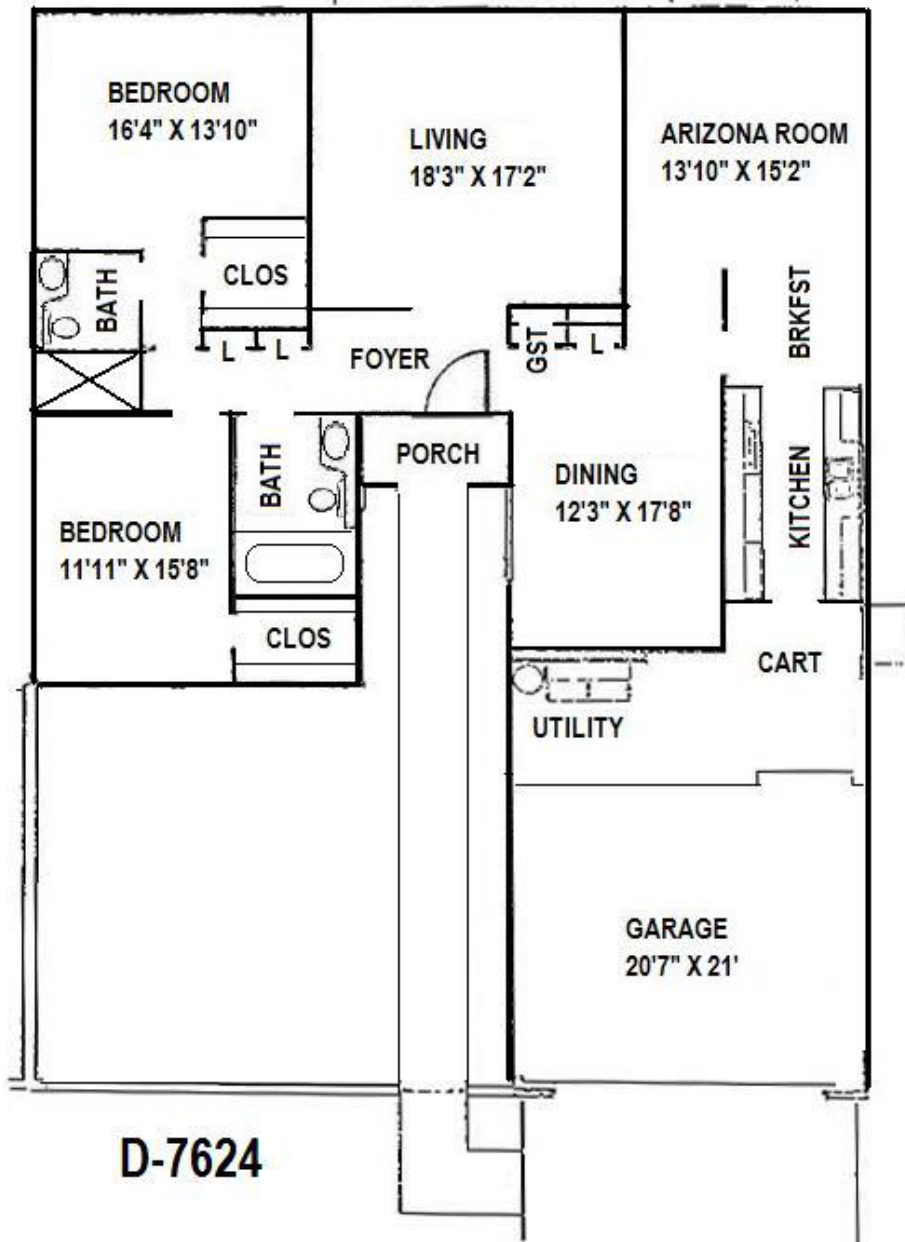 BEDROOM
16'4" X 13'10"
LIVING
18'3" X 17'2"
ARIZONA ROOM
13'10" X 15'2"
CLOS
BATH
L
L
FOYER
GST
L
BRKFST
PORCH
BATH
BEDROOM
11'11" X 15'8"
DINING
12'3" X 17'8"
KITCHEN
CLOS
CART
UTILITY
GARAGE
20'7" X 21'
D-7624